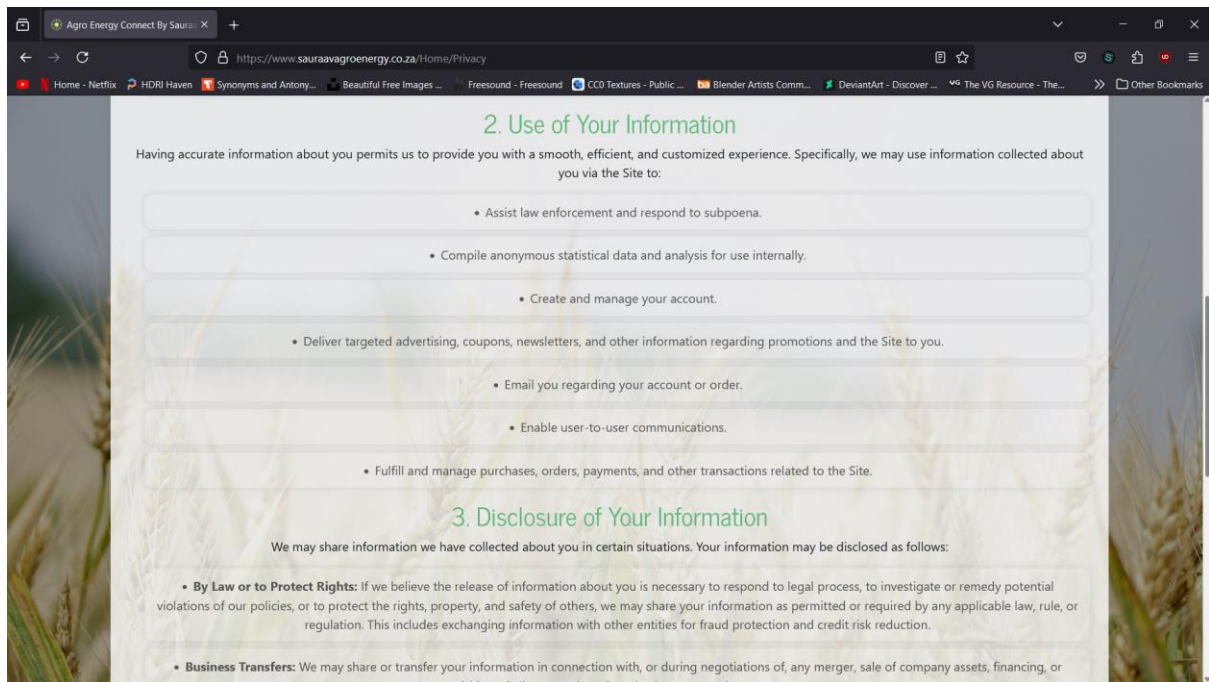 Agro Energy Connect By Saura
https://www.sauraavagroenergy.co.za/Home/Privacy
Home - Netflix HDRI Haven Synonyms and Antony... Beautiful Free Images ... Freesound - Freesound CC0 Textures - Public ... Blender Artists Comm... DeviantArt - Discover ... VG The VG Resource - The... Other Bookmarks
2. Use of Your Information
Having accurate information about you permits us to provide you with a smooth, efficient, and customized experience. Specifically, we may use information collected about
you via the Site to:
• Assist law enforcement and respond to subpoena.
• Compile anonymous statistical data and analysis for use internally.
• Create and manage your account.
• Deliver targeted advertising, coupons, newsletters, and other information regarding promotions and the Site to you.
• Email you regarding your account or order.
• Enable user-to-user communications.
• Fulfill and manage purchases, orders, payments, and other transactions related to the Site.
3. Disclosure of Your Information
We may share information we have collected about you in certain situations. Your information may be disclosed as follows:
• By Law or to Protect Rights: If we believe the release of information about you is necessary to respond to legal process, to investigate or remedy potential
violations of our policies, or to protect the rights, property, and safety of others, we may share your information as permitted or required by any applicable law, rule, or
regulation. This includes exchanging information with other entities for fraud protection and credit risk reduction.
• Business Transfers: We may share or transfer your information in connection with, or during negotiations of, any merger, sale of company assets, financing, or